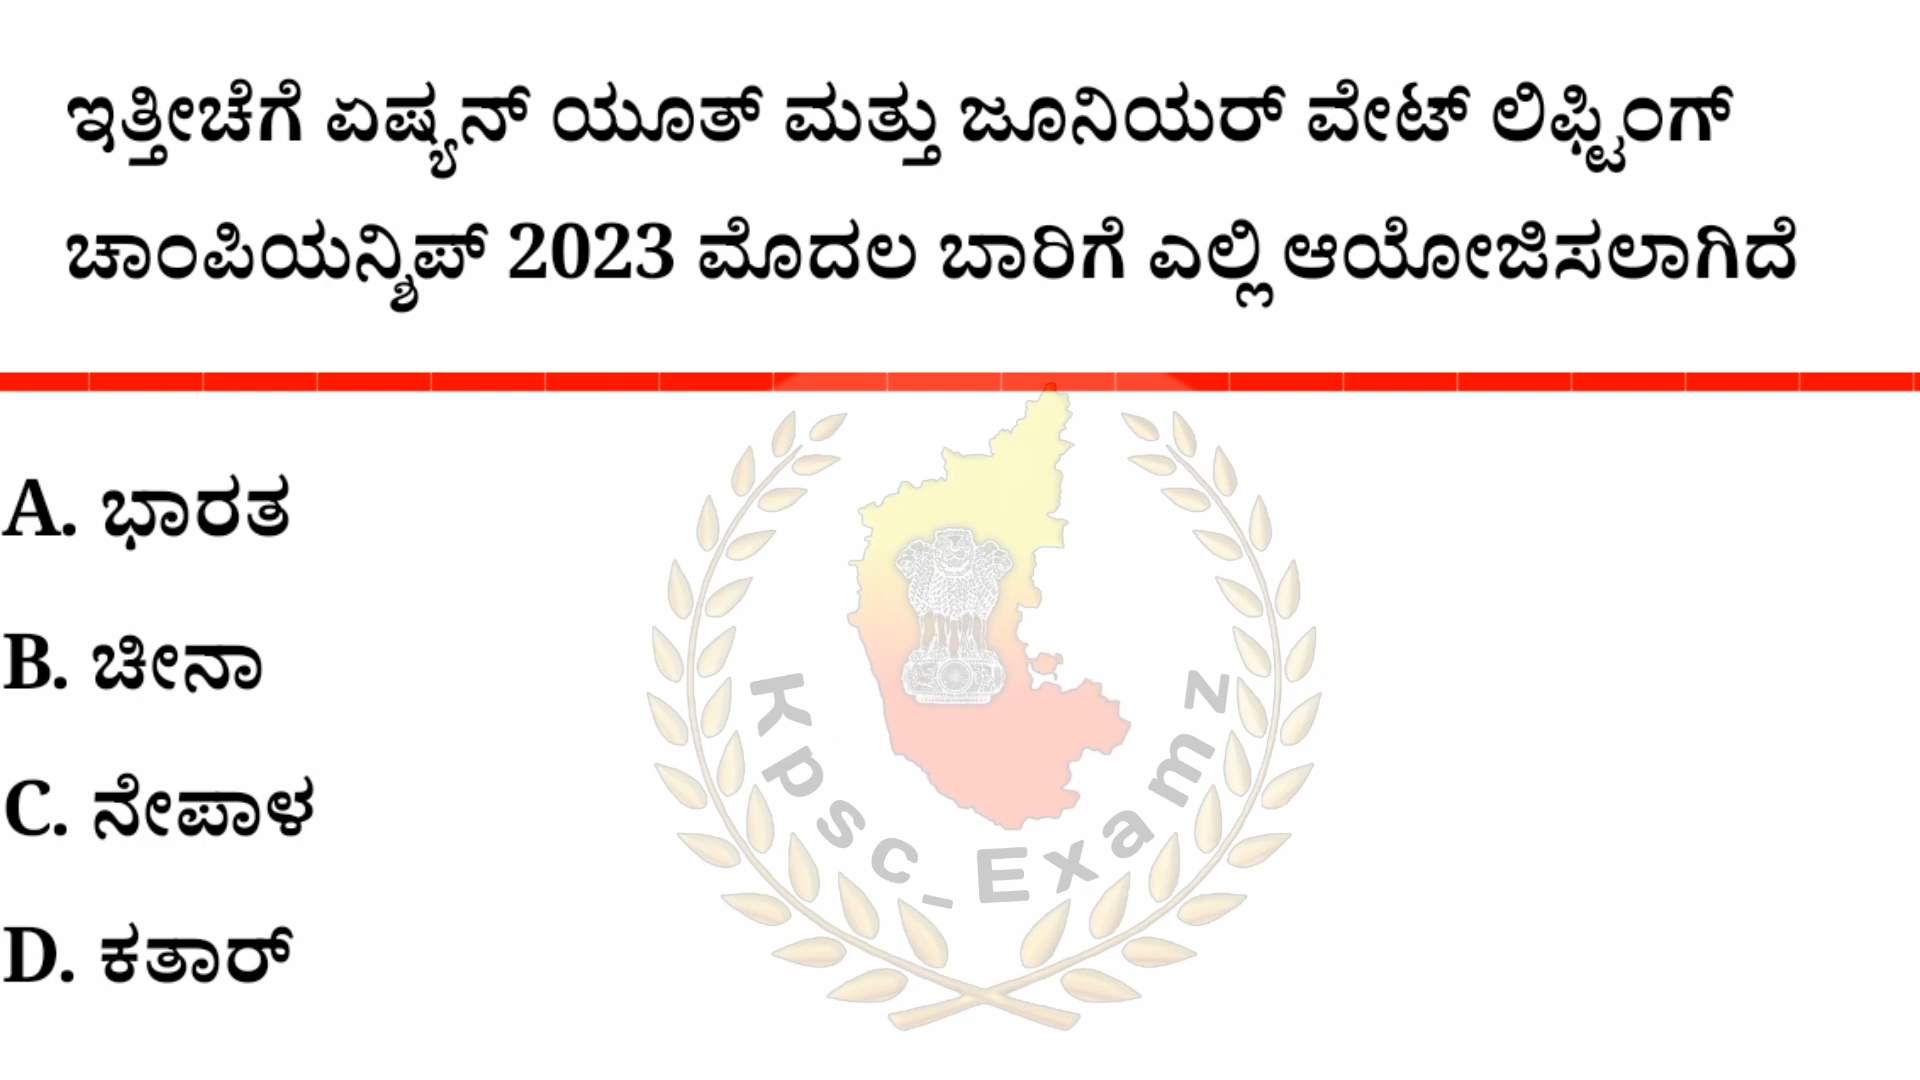 ಇತ್ತೀಚೆಗೆ ಏಷ್ಯನ್ ಯೂತ್ ಮತ್ತು ಜೂನಿಯರ್ ವೇಟ್ ಲಿಫ್ಟಿಂಗ್
ಚಾಂಪಿಯನ್ಶಿಪ್ 2023 ಮೊದಲ ಬಾರಿಗೆ ಎಲ್ಲಿ ಆಯೋಜಿಸಲಾಗಿದೆ
A. ಭಾರತ
B. ಚೀನಾ
C. ನೇಪಾಳ
D. ಕತಾರ್
Kpsc_Examz